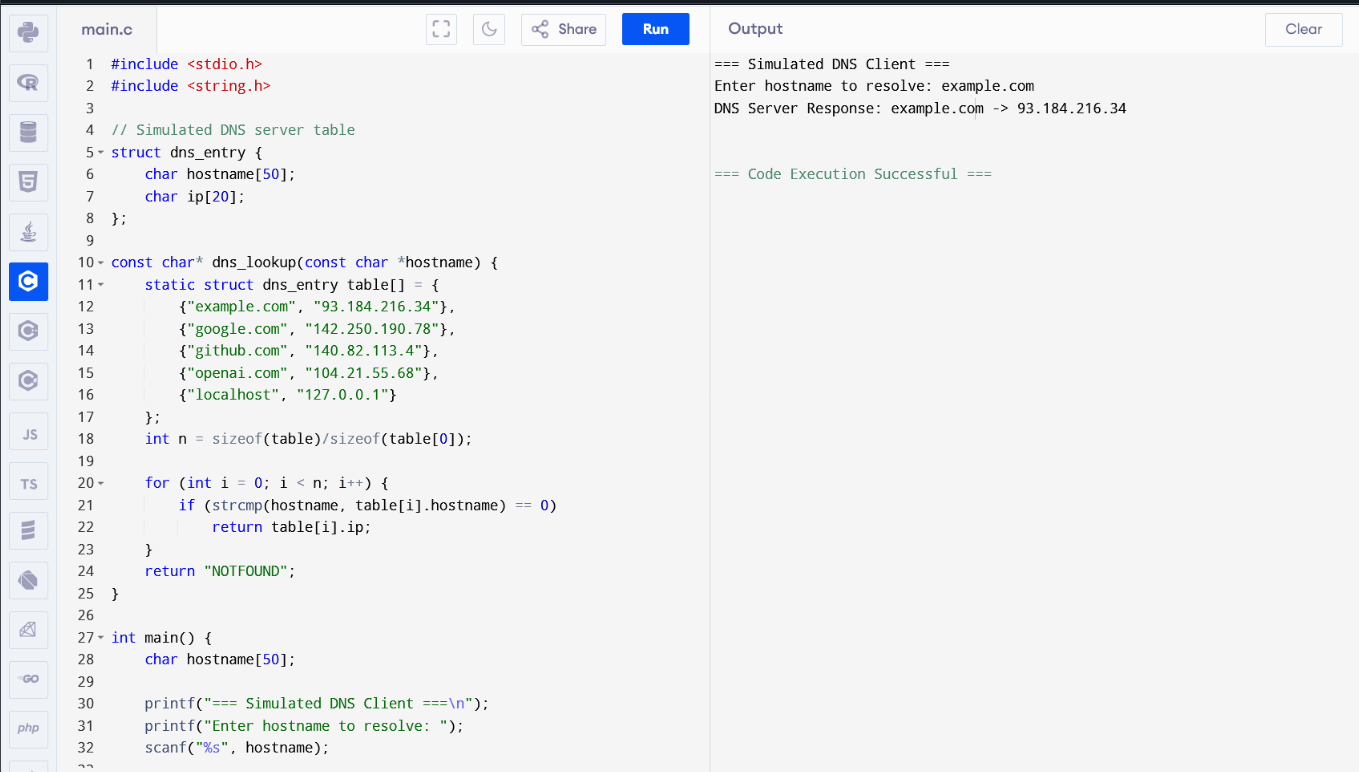 main.c
Share
Run
Output
Clear
1 #include <stdio.h>
2 #include <string.h>
3
4 // Simulated DNS server table
5 struct dns_entry {
6     char hostname[50];
7     char ip[20];
8 };
9
10 const char* dns_lookup(const char *hostname) {
11     static struct dns_entry table[] = {
12         {"example.com", "93.184.216.34"},
13         {"google.com", "142.250.190.78"},
14         {"github.com", "140.82.113.4"},
15         {"openai.com", "104.21.55.68"},
16         {"localhost", "127.0.0.1"}
17     };
18     int n = sizeof(table)/sizeof(table[0]);
19
20     for (int i = 0; i < n; i++) {
21         if (strcmp(hostname, table[i].hostname) == 0)
22             return table[i].ip;
23     }
24     return "NOTFOUND";
25 }
26
27 int main() {
28     char hostname[50];
29
30     printf("=== Simulated DNS Client ===\n");
31     printf("Enter hostname to resolve: ");
32     scanf("%s", hostname);
=== Simulated DNS Client ===
Enter hostname to resolve: example.com
DNS Server Response: example.com -> 93.184.216.34
=== Code Execution Successful ===
JS
TS
GO
php